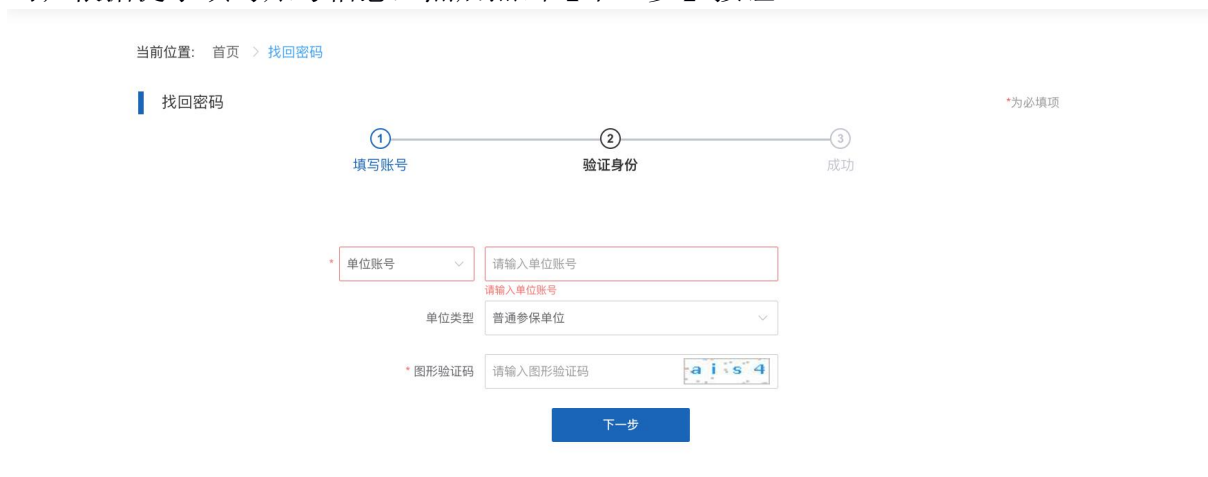 当前位置: 首页 > 找回密码
找回密码
*为必填项
1 2 3
填写账号 验证身份 成功
* 单位账号 请输入单位账号
请输入单位账号
单位类型 普通参保单位
* 图形验证码 请输入图形验证码 a i s 4
下一步